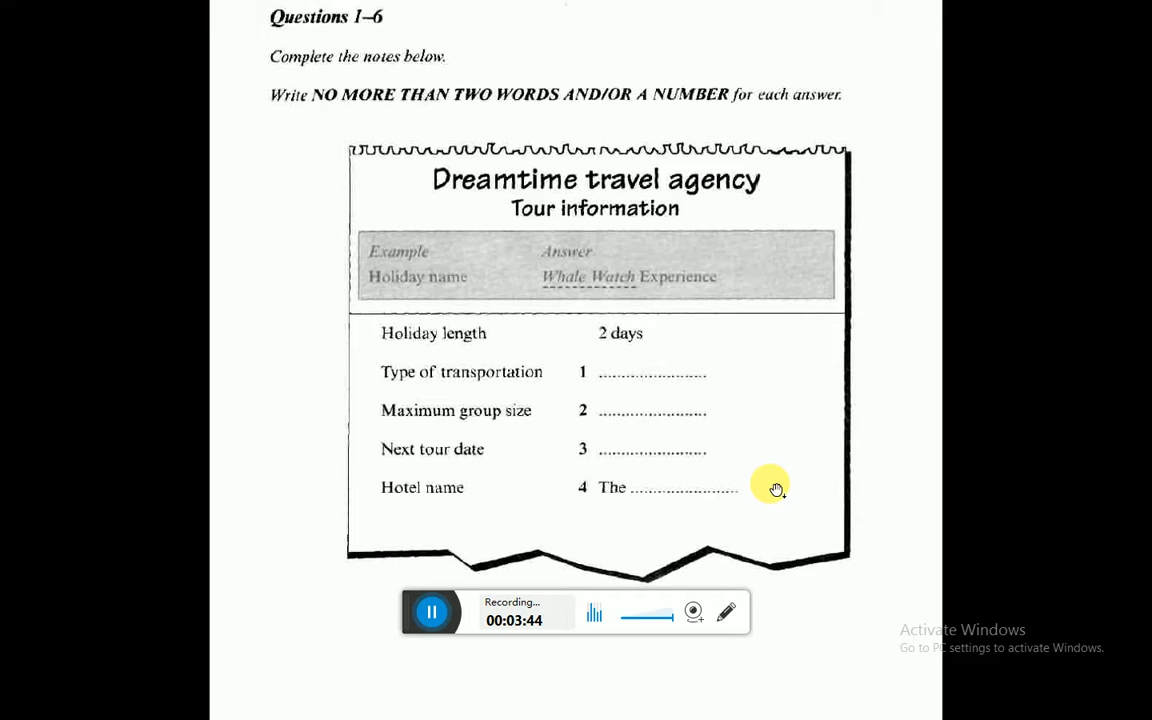 Questions 1–6
Complete the notes below.
Write NO MORE THAN TWO WORDS AND/OR A NUMBER for each answer.
Dreamtime travel agency
Tour information
Example Answer
Holiday name Whale Watch Experience
Holiday length 2 days
Type of transportation 1 ........................
Maximum group size 2 ........................
Next tour date 3 ........................
Hotel name 4 The ........................
Recording...
00:03:44
Activate Windows
Go to PC settings to activate Windows.